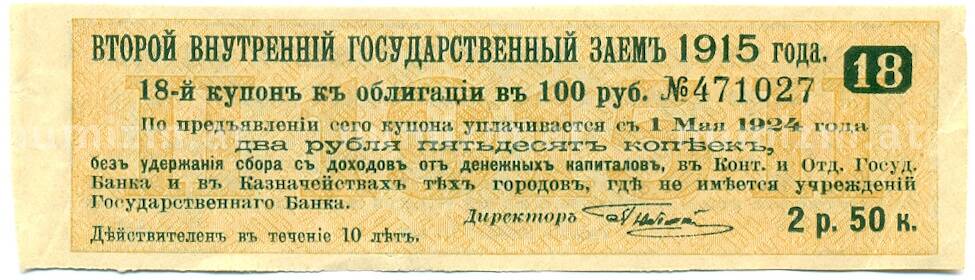 ВТОРОЙ ВНУТРЕННІЙ ГОСУДАРСТВЕННЫЙ ЗАЕМЪ 1915 года.
18
18-й купонъ къ облигаціи въ 100 руб. №471027
По предъявленіи сего купона уплачивается съ 1 Мая 1924 года
два рубля пятьдесятъ копѣекъ,
безъ удержанія сбора съ доходовъ отъ денежныхъ капиталовъ, въ Конт. и Отд. Госуд.
Банка и въ Казначействахъ тѣхъ городовъ, гдѣ не имѣется учрежденій
Государственнаго Банка.
Директоръ
2 р. 50 к.
Дѣйствителенъ въ теченіе 10 лѣтъ.